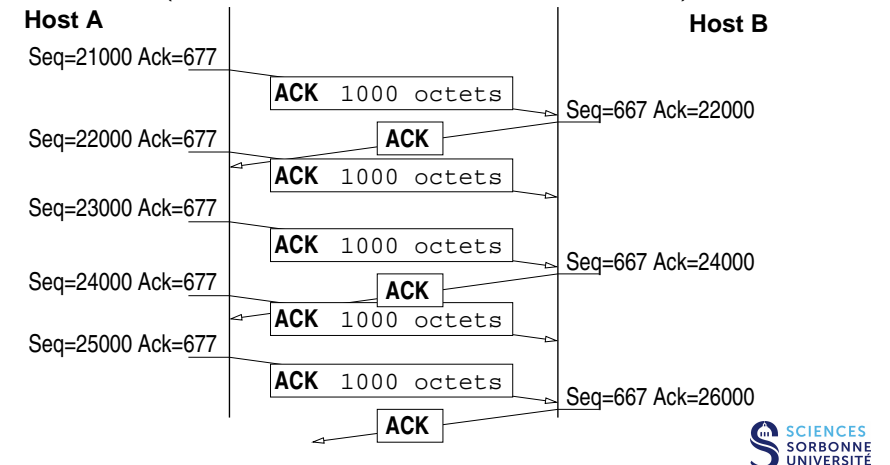 Host A
Host B
Seq=21000 Ack=677
ACK 1000 octets
Seq=667 Ack=22000
ACK
Seq=22000 Ack=677
ACK 1000 octets
Seq=23000 Ack=677
ACK 1000 octets
Seq=667 Ack=24000
ACK
Seq=24000 Ack=677
ACK 1000 octets
Seq=25000 Ack=677
ACK 1000 octets
Seq=667 Ack=26000
ACK
SCIENCES
SORBONNE
UNIVERSITÉ